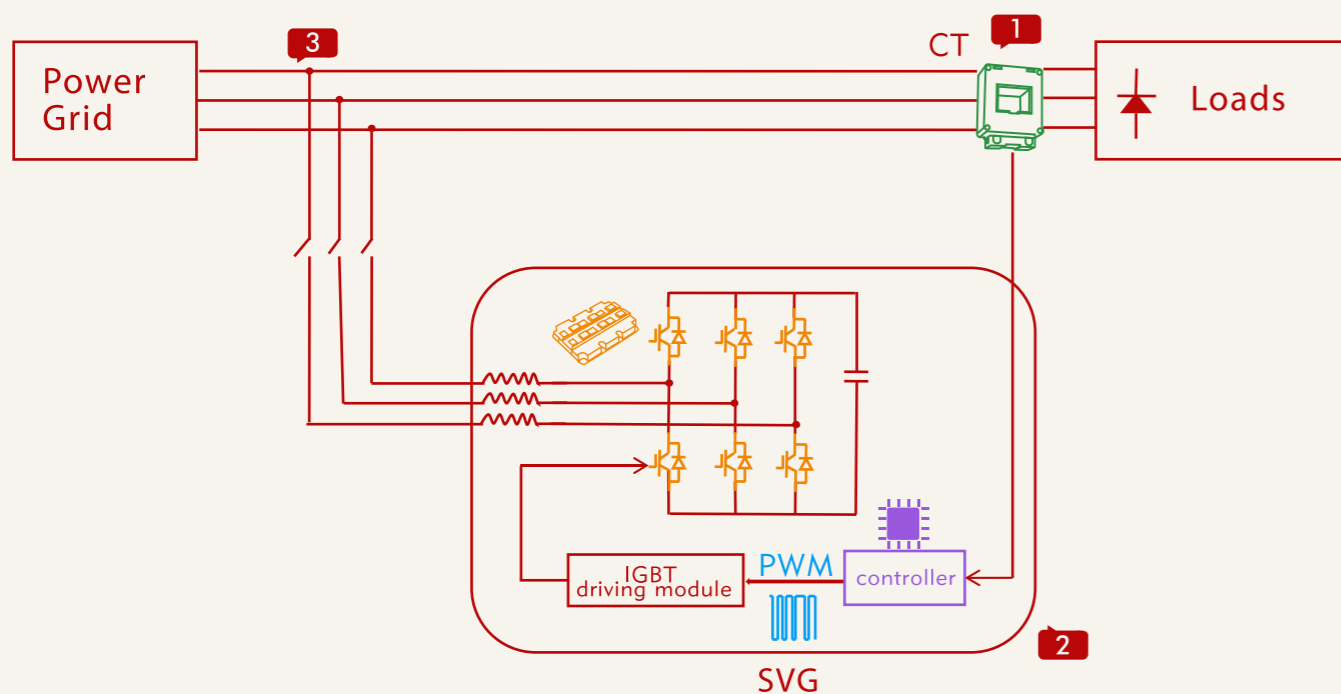 3
1
CT
Power
Grid
Loads
IGBT
driving module
PWM
controller
2
SVG